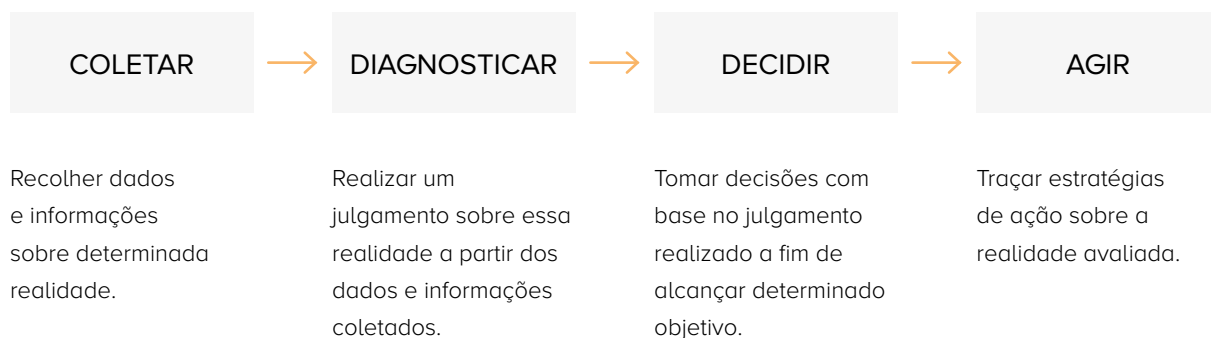 COLETAR
Recolher dados
e informações
sobre determinada
realidade.
DIAGNOSTICAR
Realizar um
julgamento sobre essa
realidade a partir dos
dados e informações
coletados.
DECIDIR
Tomar decisões com
base no julgamento
realizado a fim de
alcançar determinado
objetivo.
AGIR
Traçar estratégias
de ação sobre a
realidade avaliada.